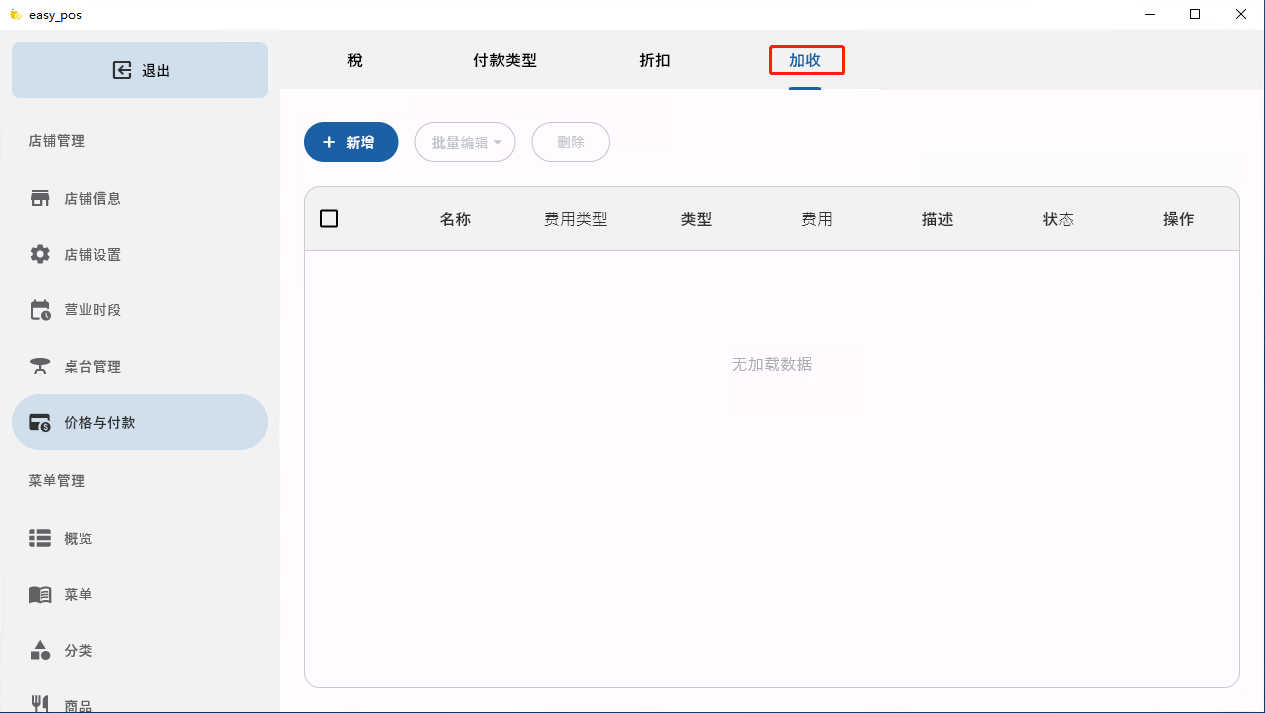 easy_pos
退出
店铺管理
店铺信息
店铺设置
营业时段
桌台管理
价格与付款
菜单管理
概览
菜单
分类
商品
稅 付款类型 折扣 加收
新增 批量编辑 删除
名称 费用类型 类型 费用 描述 状态 操作
无加载数据